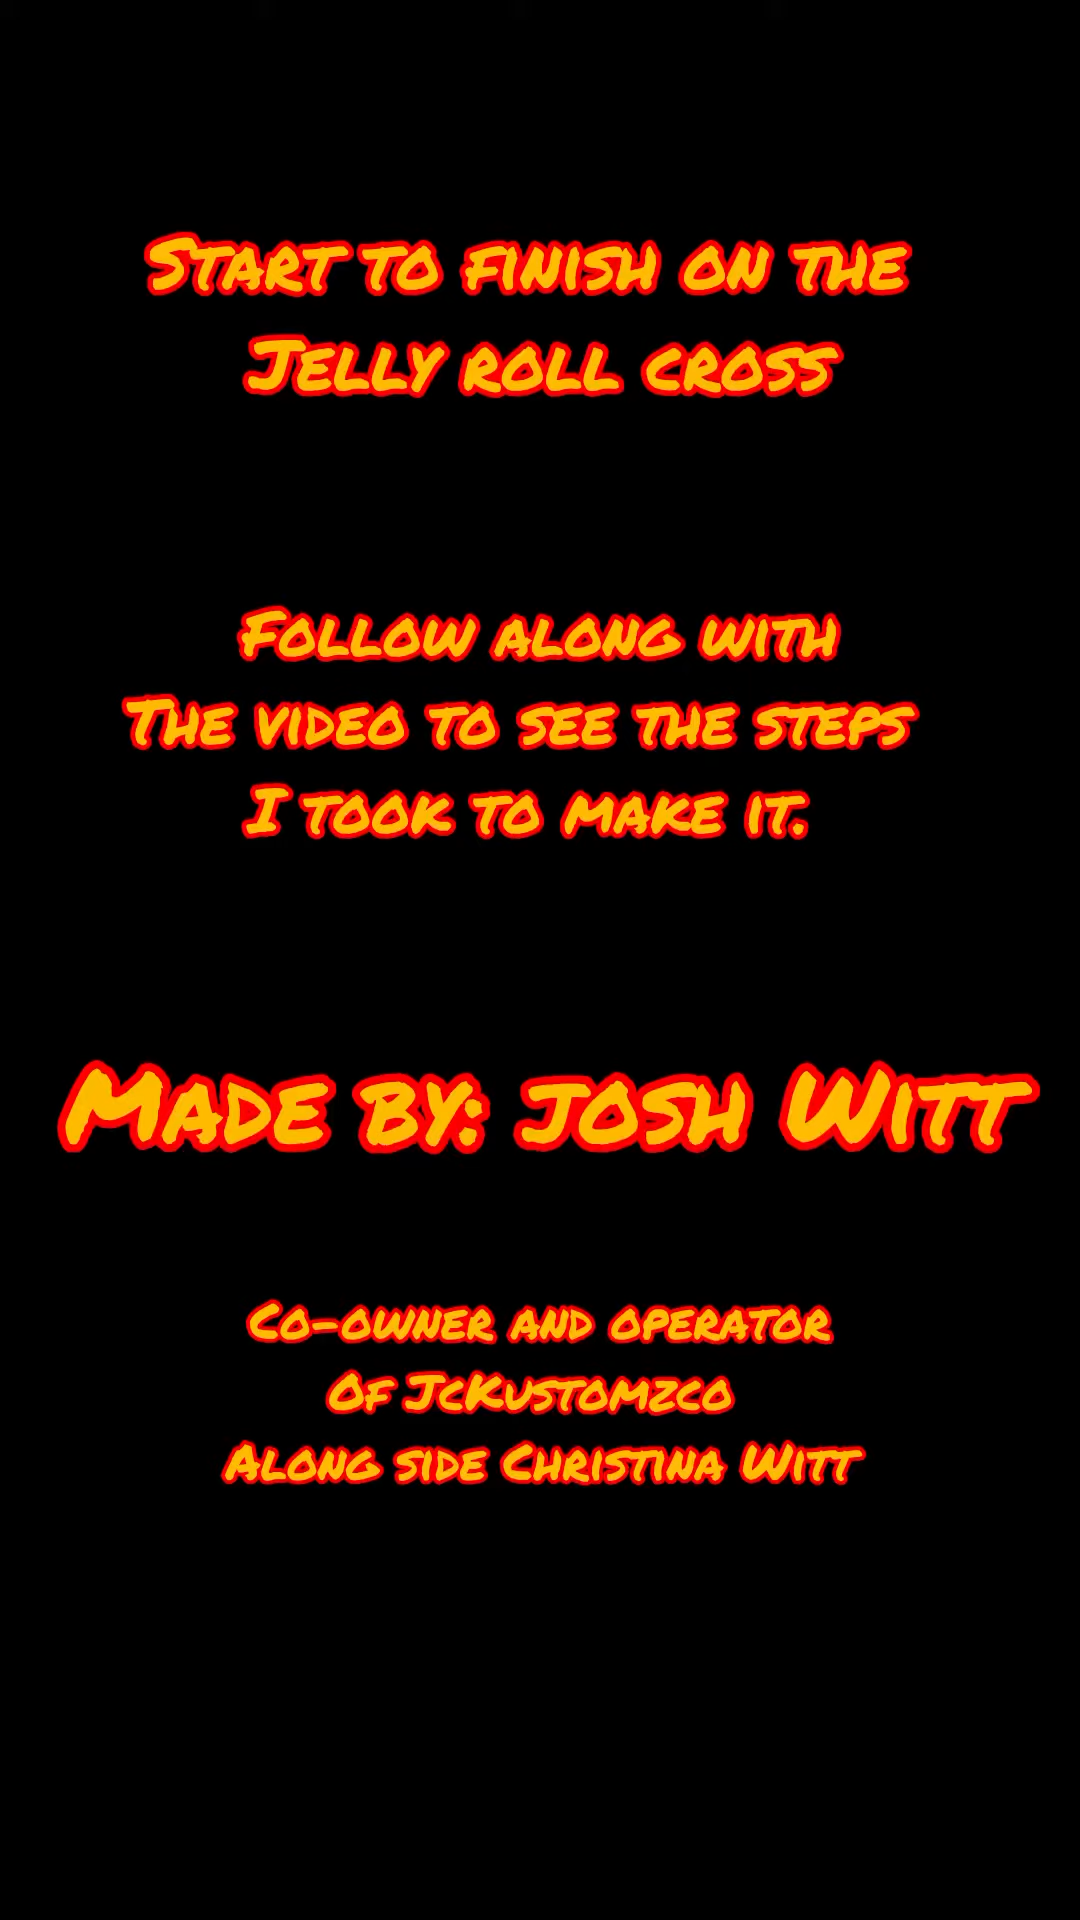 Start to finish on the
Jelly roll cross
Follow along with
The video to see the steps
I took to make it.
Made by: josh Witt
Co-owner and operator
Of JcKustomzco
Along side Christina Witt